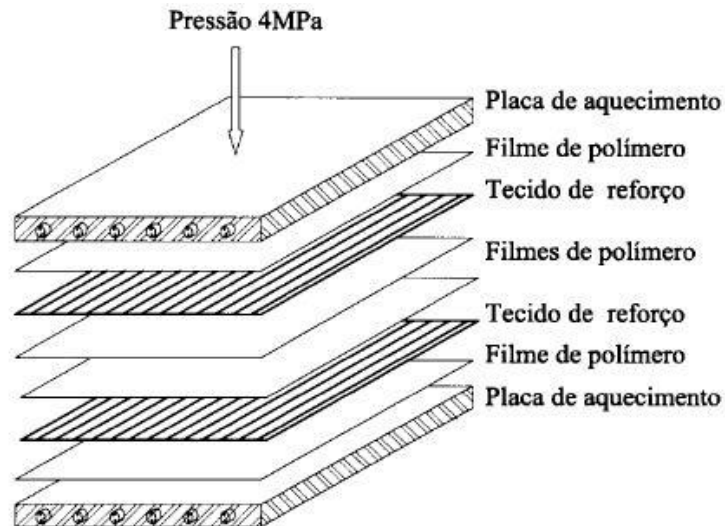 Pressão 4MPa
Placa de aquecimento
Filme de polímero
Tecido de reforço
Filmes de polímero
Tecido de reforço
Filme de polímero
Placa de aquecimento